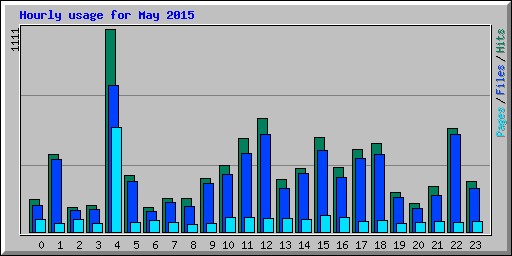 Hourly usage for May 2015
1111
Pages/Files/Hits
0 1 2 3 4 5 6 7 8 9 10 11 12 13 14 15 16 17 18 19 20 21 22 23